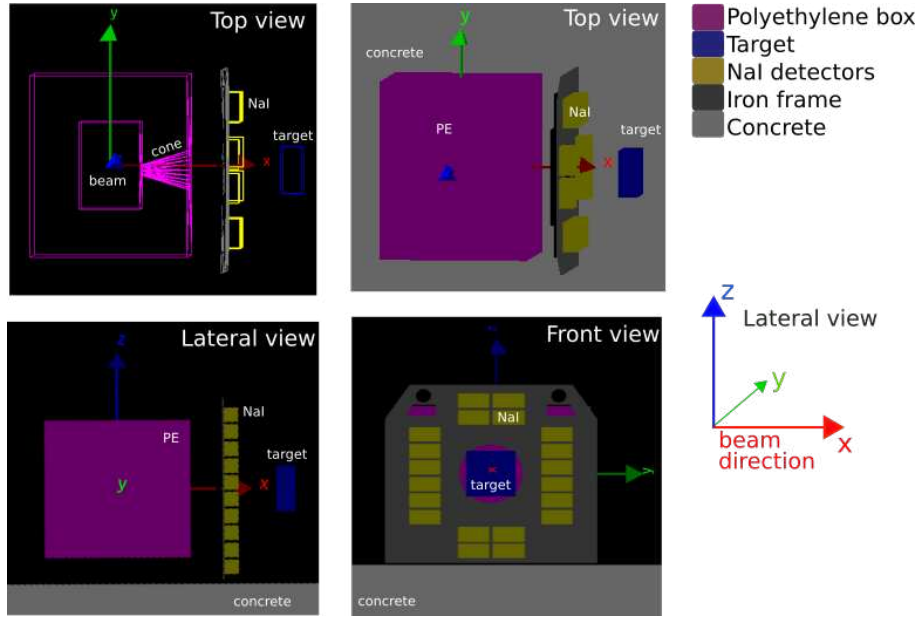 Top view
y
NaI
cone
target
x
beam
Top view
concrete
y
PE
NaI
target
x
Polyethylene box
Target
NaI detectors
Iron frame
Concrete
Lateral view
z
NaI
PE
target
y
x
concrete
Front view
z
NaI
x
target
y
concrete
z
Lateral view
y
beam
direction
x